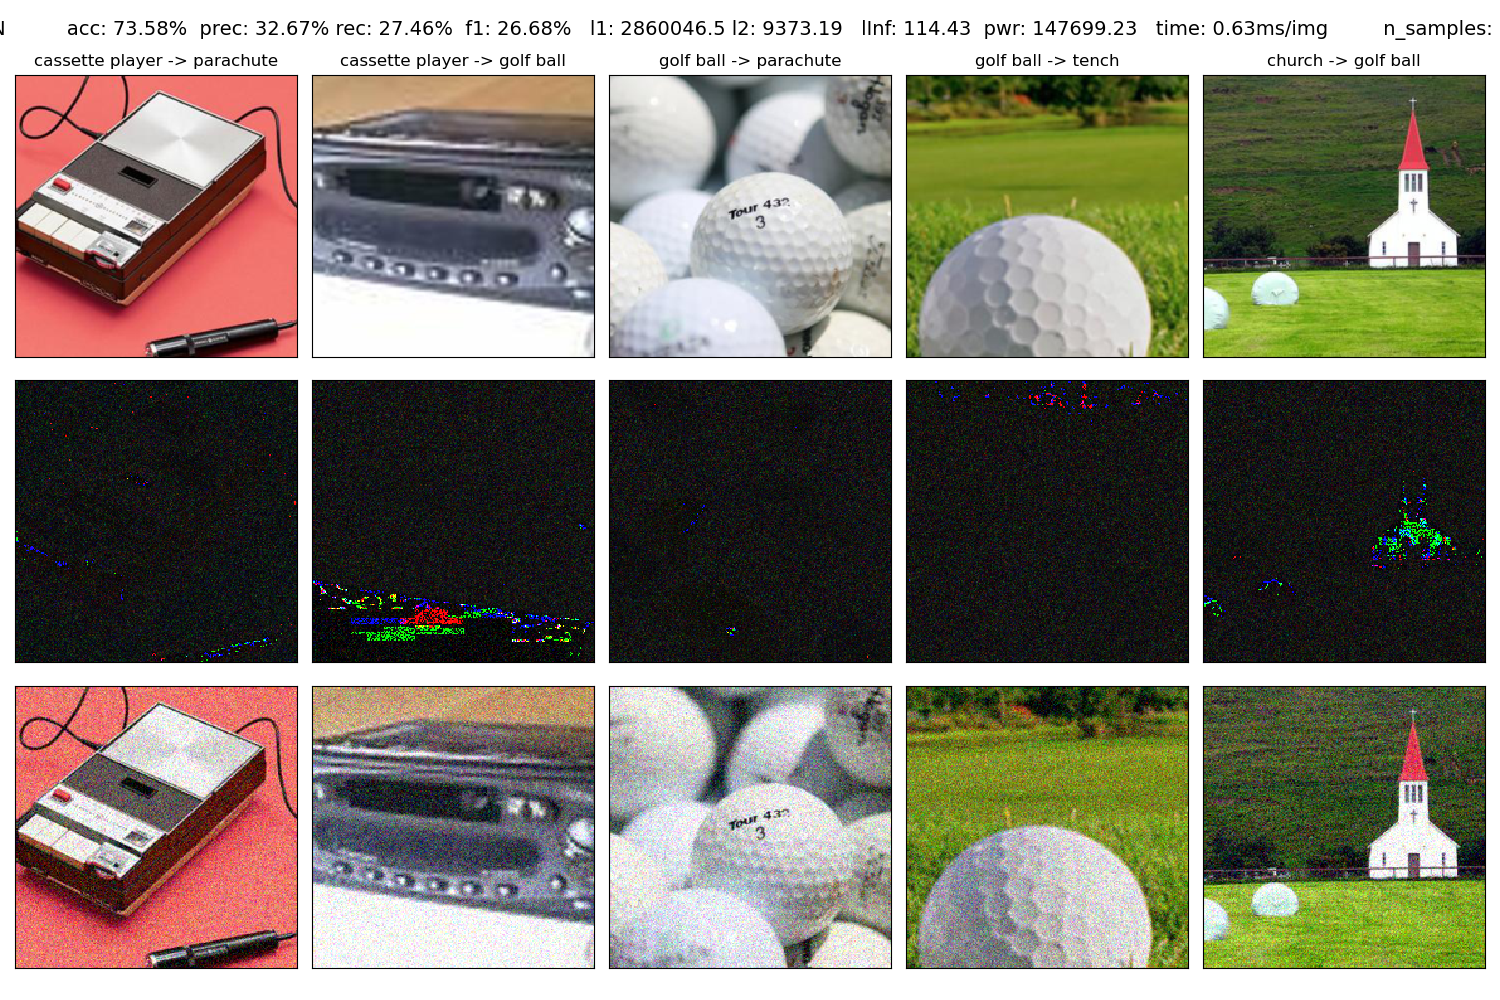 N acc: 73.58% prec: 32.67% rec: 27.46% f1: 26.68% l1: 2860046.5 l2: 9373.19 lInf: 114.43 pwr: 147699.23 time: 0.63ms/img n_samples:
cassette player -> parachute
cassette player -> golf ball
golf ball -> parachute
golf ball -> tench
church -> golf ball
Tour 432
3
Tour 432
3